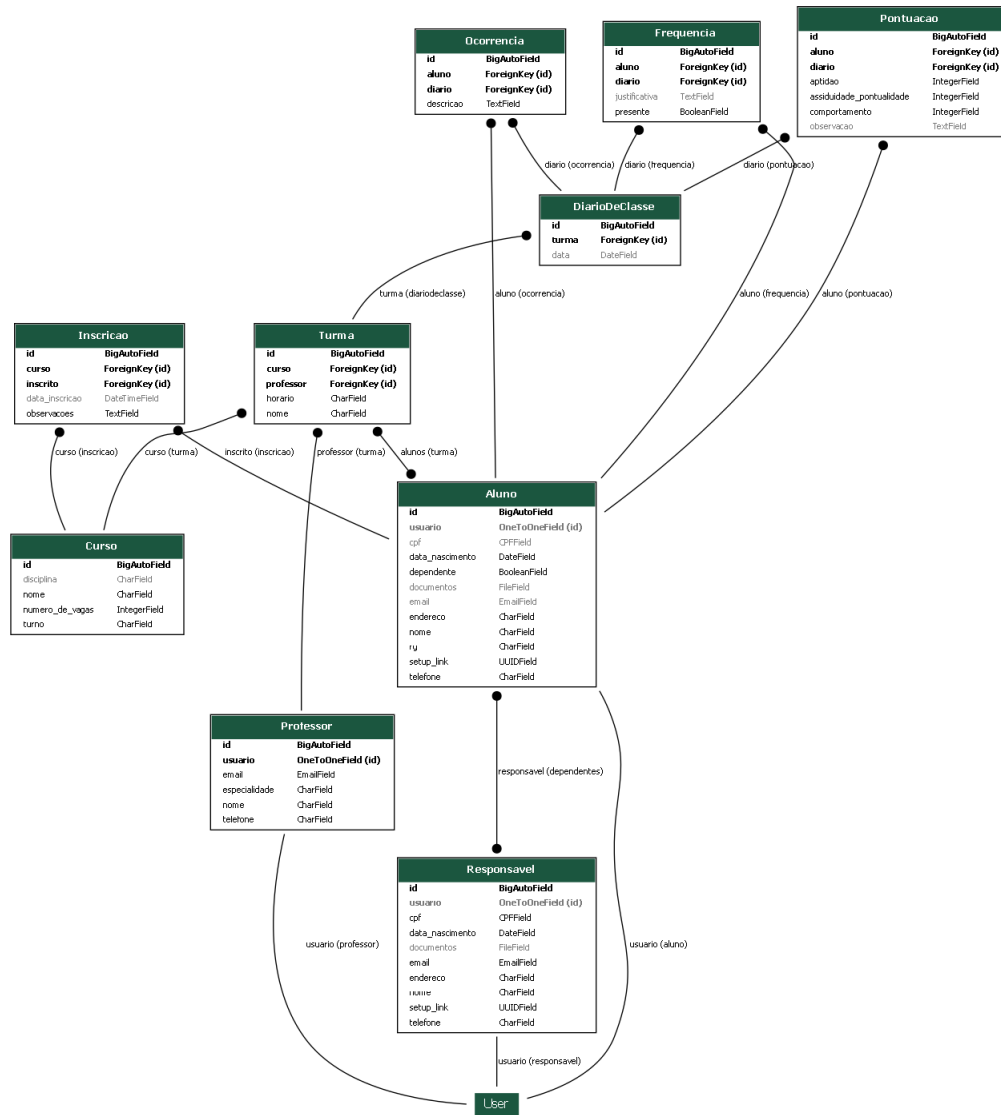 Ocorrencia
id BigAutoField
aluno ForeignKey (id)
diario ForeignKey (id)
descricao TextField
Frequencia
id BigAutoField
aluno ForeignKey (id)
diario ForeignKey (id)
justificativa TextField
presente BooleanField
Pontuacao
id BigAutoField
aluno ForeignKey (id)
diario ForeignKey (id)
aptidao IntegerField
assiduidade_pontualidade IntegerField
comportamento IntegerField
observacao TextField
diario (ocorrencia)
diario (frequencia)
diario (pontuacao)
DiarioDeClasse
id BigAutoField
turma ForeignKey (id)
data DateField
turma (diariodeclasse)
aluno (ocorrencia)
aluno (frequencia)
aluno (pontuacao)
Inscricao
id BigAutoField
curso ForeignKey (id)
inscrito ForeignKey (id)
data_inscricao DateTimeField
observacoes TextField
Turma
id BigAutoField
curso ForeignKey (id)
professor ForeignKey (id)
horario CharField
nome CharField
curso (inscricao)
curso (turma)
inscrito (inscricao)
professor (turma)
alunos (turma)
Curso
id BigAutoField
disciplina CharField
nome CharField
numero_de_vagas IntegerField
turno CharField
Aluno
id BigAutoField
usuario OneToOneField (id)
cpf CPFField
data_nascimento DateField
dependente BooleanField
documentos FileField
email EmailField
endereco CharField
nome CharField
rg CharField
setup_link UUIDField
telefone CharField
Professor
id BigAutoField
usuario OneToOneField (id)
email EmailField
especialidade CharField
nome CharField
telefone CharField
responsavel (dependentes)
Responsavel
id BigAutoField
usuario OneToOneField (id)
cpf CPFField
data_nascimento DateField
documentos FileField
email EmailField
endereco CharField
nome CharField
setup_link UUIDField
telefone CharField
usuario (professor)
usuario (aluno)
usuario (responsavel)
User